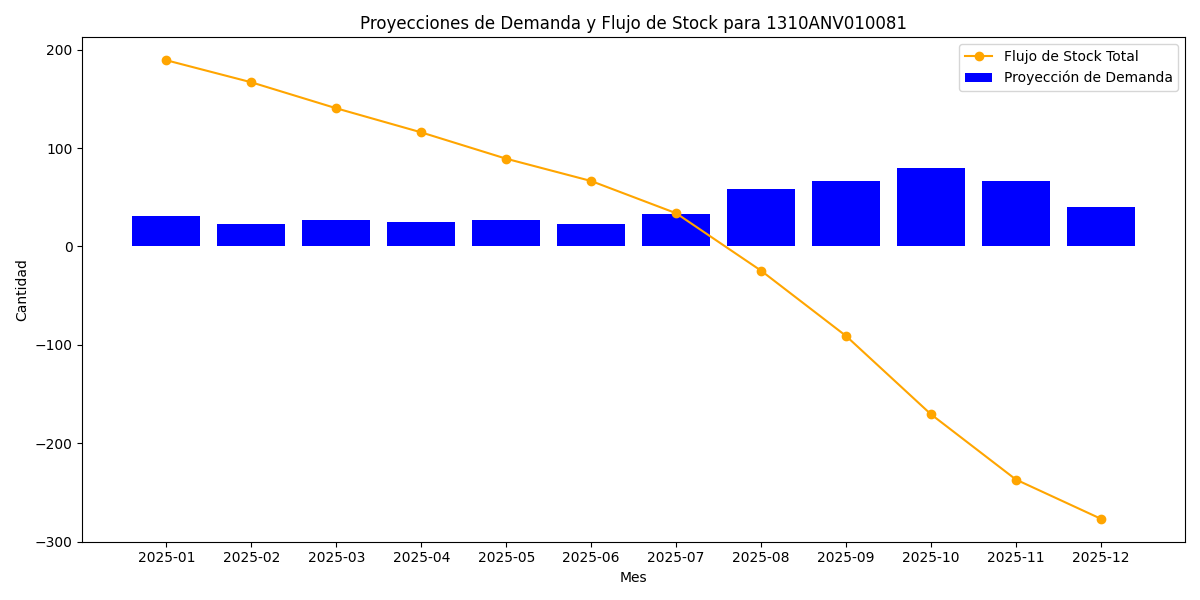 Proyecciones de Demanda y Flujo de Stock para 1310ANV010081
Flujo de Stock Total
Proyección de Demanda
200
100
0
−100
−200
−300
Cantidad
2025-01 2025-02 2025-03 2025-04 2025-05 2025-06 2025-07 2025-08 2025-09 2025-10 2025-11 2025-12
Mes